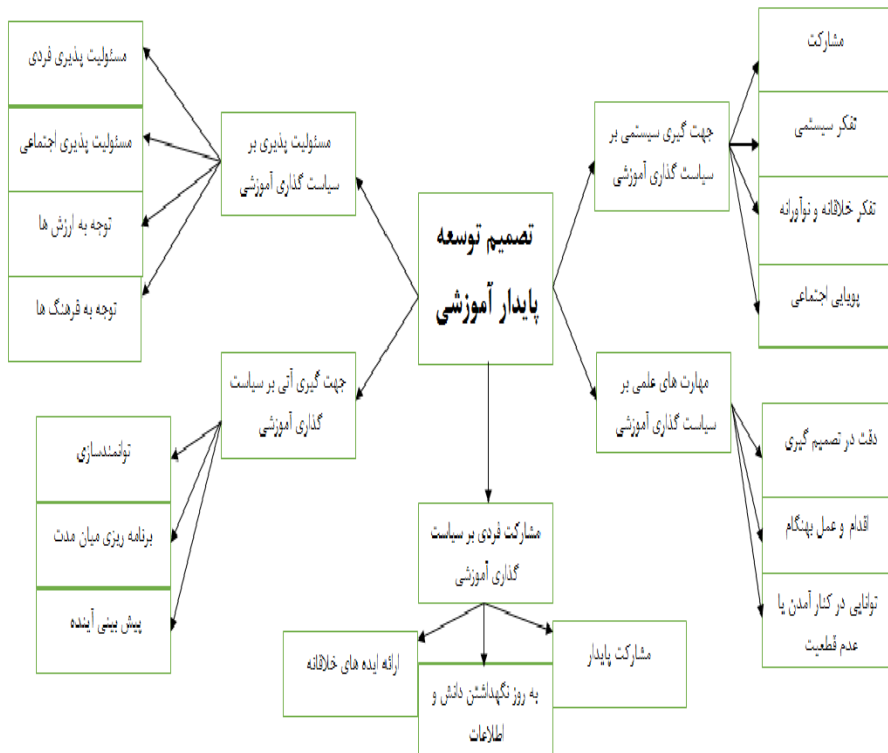 تصمیم توسعه
پایدار آموزشی
جهت گیری سیستمی بر
سیاست گذاری آموزشی
مشارکت
تفکر سیستمی
تفکر خلاقانه و نوآورانه
پویایی اجتماعی
مهارت های علمی بر
سیاست گذاری آموزشی
دقت در تصمیم گیری
اقدام و عمل بهنگام
توانایی در کنار آمدن یا
عدم قطعیت
مشارکت فردی بر سیاست
گذاری آموزشی
مشارکت پایدار
به روز نگهداشتن دانش و
اطلاعات
ارائه ایده های خلاقانه
مسئولیت پذیری بر
سیاست گذاری آموزشی
مسئولیت پذیری فردی
مسئولیت پذیری اجتماعی
توجه به ارزش ها
توجه به فرهنگ ها
جهت گیری آتی بر سیاست
گذاری آموزشی
توانمندسازی
برنامه ریزی میان مدت
پیش بینی آینده